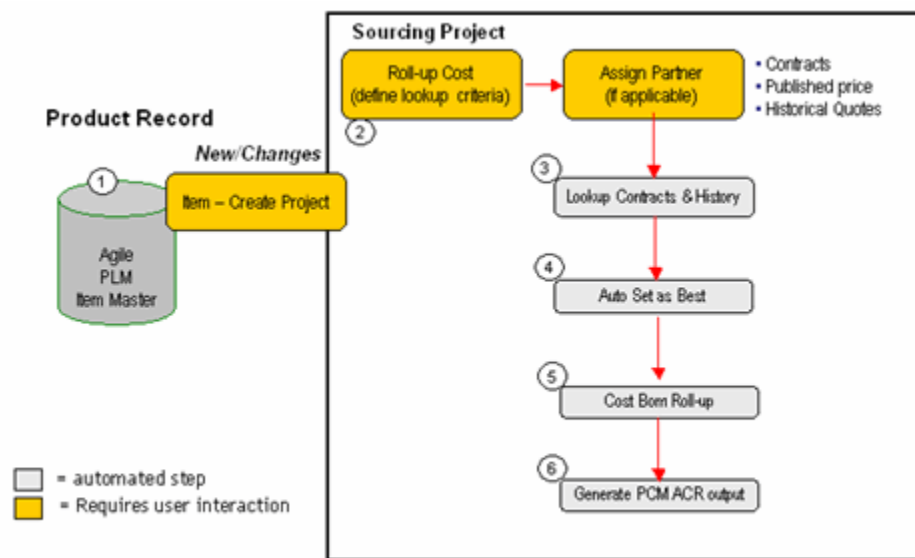 Sourcing Project
Roll-up Cost
(define lookup criteria)
2
Assign Partner
(if applicable)
• Contracts
• Published price
• Historical Quotes
Product Record
New/Changes
1
Item – Create Project
Agile
PLM
Item Master
3
Lookup Contracts & History
4
Auto Set as Best
5
Cost Bom Roll-up
6
Generate PCM ACR output
= automated step
= Requires user interaction